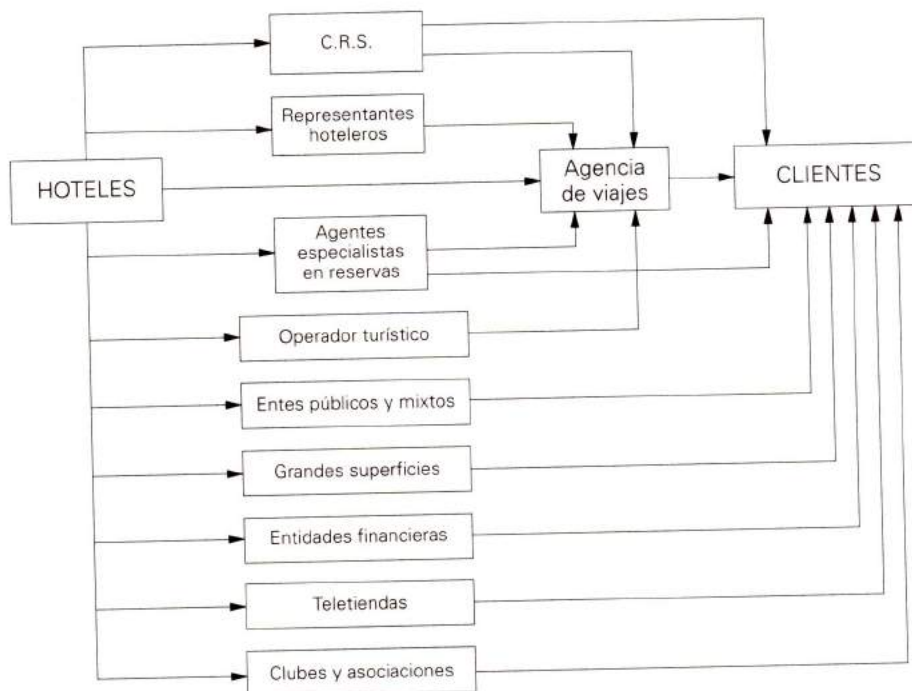 C.R.S.
Representantes
hoteleros
HOTELES
Agencia
de viajes
CLIENTES
Agentes
especialistas
en reservas
Operador turístico
Entes públicos y mixtos
Grandes superficies
Entidades financieras
Teletiendas
Clubes y asociaciones